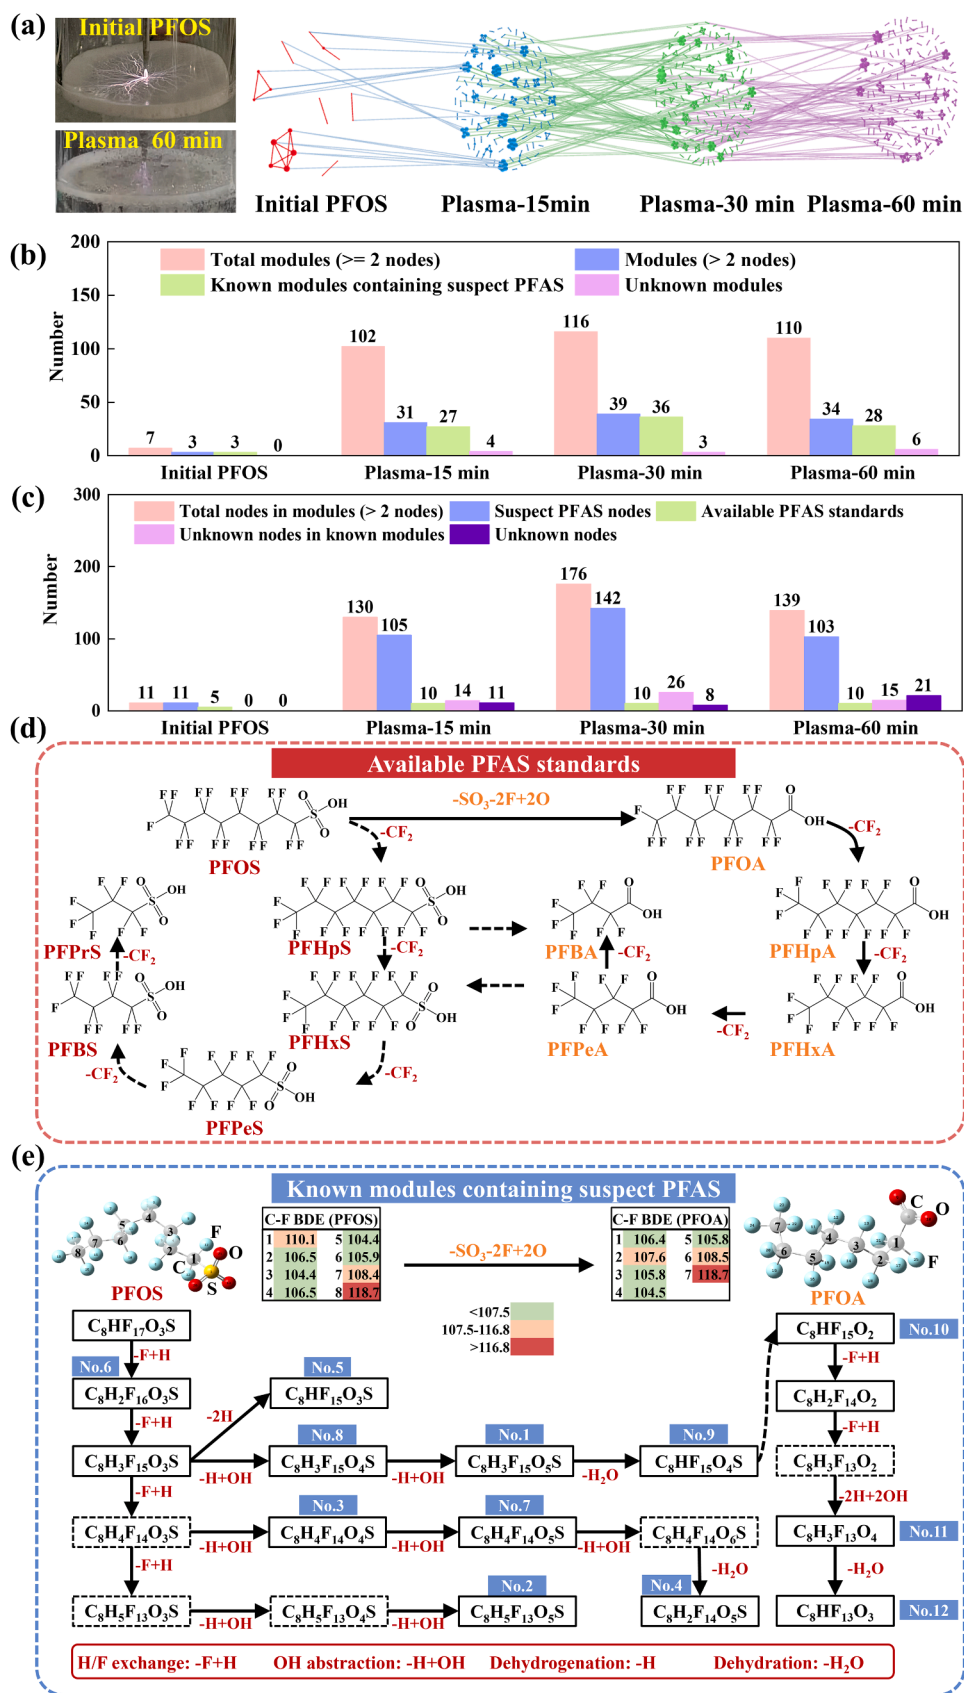 (a)
Initial PFOS
Plasma 60 min
Initial PFOS Plasma-15min Plasma-30 min Plasma-60 min
(b)
Number
200
150
100
50
0
Total modules (>= 2 nodes) Modules (> 2 nodes)
Known modules containing suspect PFAS Unknown modules
7 3 3 0
102 31 27 4
116 39 36 3
110 34 28 6
Initial PFOS Plasma-15 min Plasma-30 min Plasma-60 min
(c)
Number
300
200
100
0
Total nodes in modules (> 2 nodes) Suspect PFAS nodes Available PFAS standards
Unknown nodes in known modules Unknown nodes
11 11 5 0 0
130 105 10 14 11
176 142 10 26 8
139 103 10 15 21
Initial PFOS Plasma-15 min Plasma-30 min Plasma-60 min
(d)
Available PFAS standards
-SO₃-2F+2O
-CF₂ -CF₂
PFOS PFOA
PFPrS PFHpS PFBA PFHpA
-CF₂ -CF₂ -CF₂ -CF₂
PFBS PFHxS PFPeA PFHxA
-CF₂ -CF₂ -CF₂
PFPeS
(e)
Known modules containing suspect PFAS
C-F BDE (PFOS)
1 110.1 5 104.4
2 106.5 6 105.9
3 104.4 7 108.4
4 106.5 8 118.7
-SO₃-2F+2O
C-F BDE (PFOA)
1 106.4 5 105.8
2 107.6 6 108.5
3 105.8 7 118.7
4 104.5
<107.5
107.5-116.8
>116.8
PFOS PFOA
C₈HF₁₇O₃S C₈HF₁₅O₂ No.10
-F+H -F+H
No.6 No.5
C₈H₂F₁₆O₃S C₈HF₁₅O₃S C₈H₂F₁₄O₂
-F+H -2H -F+H
No.8 No.1 No.9
C₈H₃F₁₅O₃S -H+OH C₈H₃F₁₅O₄S -H+OH C₈H₃F₁₅O₅S -H₂O C₈HF₁₅O₄S C₈H₃F₁₃O₂
-F+H -2H+2OH
No.3 No.7
C₈H₄F₁₄O₃S -H+OH C₈H₄F₁₄O₄S -H+OH C₈H₄F₁₄O₅S -H+OH C₈H₄F₁₄O₆S C₈H₃F₁₃O₄ No.11
-F+H -H₂O -H₂O
No.2 No.4
C₈H₅F₁₃O₃S -H+OH C₈H₅F₁₃O₄S -H+OH C₈H₅F₁₃O₅S C₈H₂F₁₄O₅S C₈HF₁₃O₃ No.12
H/F exchange: -F+H OH abstraction: -H+OH Dehydrogenation: -H Dehydration: -H₂O